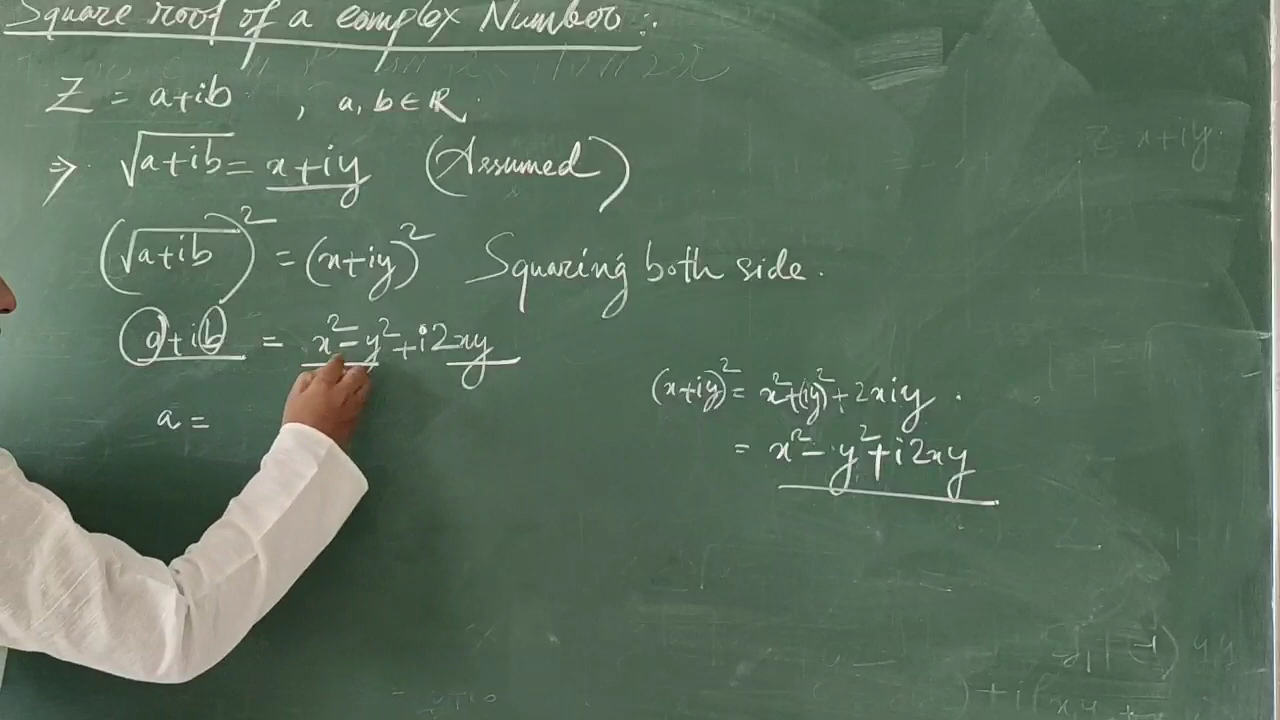 Square root of a complex Number :.
Z = a+ib , a, b ∈ R.
⇒ √(a+ib) = x+iy (Assumed)
(√(a+ib))² = (x+iy)² Squaring both side.
a+ib = x²-y²+i2xy
a =
(x+iy)² = x²+(iy)²+2xiy.
= x²-y²+i2xy
Z = x+iy